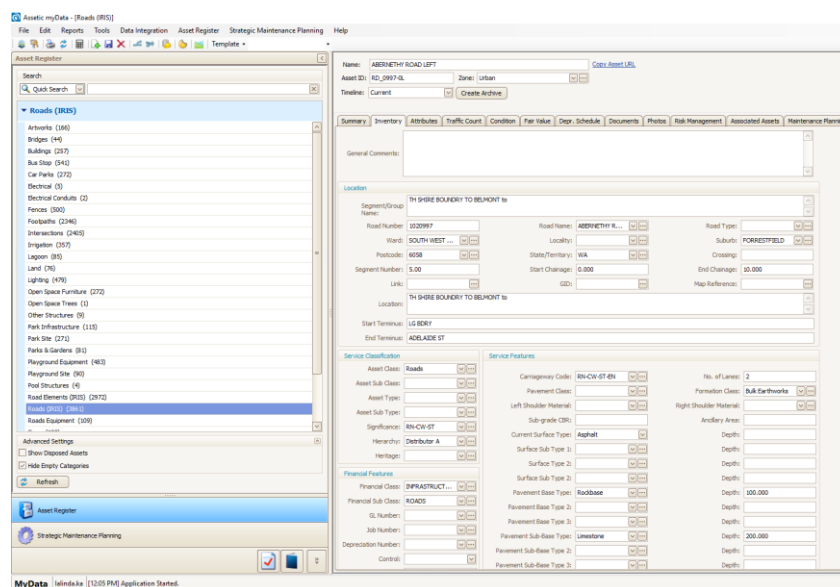 Assetic myData - [Roads (IRIS)]
File Edit Reports Tools Data Integration Asset Register Strategic Maintenance Planning Help
Template
Asset Register
Search
Quick Search
Roads (IRIS)
Artworks (166)
Bridges (44)
Buildings (257)
Bus Stop (541)
Car Parks (272)
Electrical (5)
Electrical Conduits (2)
Fences (500)
Footpaths (2346)
Intersections (2405)
Irrigation (357)
Lagoon (85)
Land (76)
Lighting (479)
Open Space Furniture (272)
Open Space Trees (1)
Other Structures (9)
Park Infrastructure (115)
Park Site (271)
Parks & Gardens (81)
Playground Equipment (483)
Playground Site (90)
Pool Structures (4)
Road Elements (IRIS) (2972)
Roads (IRIS) (3861)
Roads Equipment (109)
Advanced Settings
Show Disposed Assets
Hide Empty Categories
Refresh
Asset Register
Strategic Maintenance Planning
MyData lalinda.ka [12:05 PM] Application Started.
Name: ABERNETHY ROAD LEFT Copy Asset URL
Asset ID: RD_0997-0L Zone: Urban
Timeline: Current Create Archive
Summary Inventory Attributes Traffic Count Condition Fair Value Depr. Schedule Documents Photos Risk Management Associated Assets Maintenance Planni
General Comments:
Location
Segment/Group Name: TH SHIRE BOUNDRY TO BELMONT to
Road Number 1020997 Road Name: ABERNETHY R... Road Type:
Ward: SOUTH WEST ... Locality: Suburb: FORRESTFIELD
Postcode: 6058 State/Territory: WA Crossing:
Segment Number: 5.00 Start Chainage: 0.000 End Chainage: 10.000
Link: GID: Map Reference:
Location: TH SHIRE BOUNDRY TO BELMONT to
Start Terminus: LG BDRY
End Terminus: ADELAIDE ST
Service Classification
Asset Class: Roads
Asset Sub Class:
Asset Type:
Asset Sub Type:
Significance: RN-CW-ST
Hierarchy: Distributor A
Heritage:
Financial Features
Financial Class: INFRASTRUCT...
Financial Sub Class: ROADS
GL Number:
Job Number:
Depreciation Number:
Control:
Service Features
Carriageway Code: RN-CW-ST-EN No. of Lanes: 2
Pavement Class: Formation Class: Bulk Earthworks
Left Shoulder Material: Right Shoulder Material:
Sub-grade CBR: Ancillary Area:
Current Surface Type: Asphalt Depth:
Surface Sub Type 1: Depth:
Surface Type 2: Depth:
Surface Sub Type 2: Depth:
Pavement Base Type: Rockbase Depth: 100.000
Pavement Base Type 2: Depth:
Pavement Base Type 3: Depth:
Pavement Sub-Base Type: Limestone Depth: 200.000
Pavement Sub-Base Type 2: Depth:
Pavement Sub-Base Type 3: Depth: